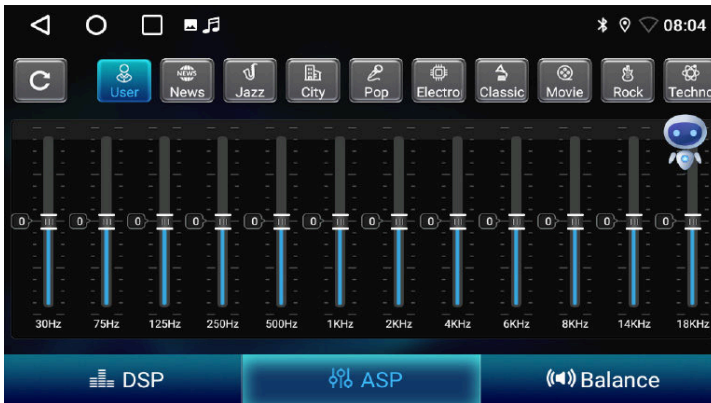 08:04
C
NEWS
User News Jazz City Pop Electro Classic Movie Rock Techno
0 0 0 0 0 0 0 0 0 0 0 0
30Hz 75Hz 125Hz 250Hz 500Hz 1KHz 2KHz 4KHz 6KHz 8KHz 14KHz 18KHz
DSP ASP Balance